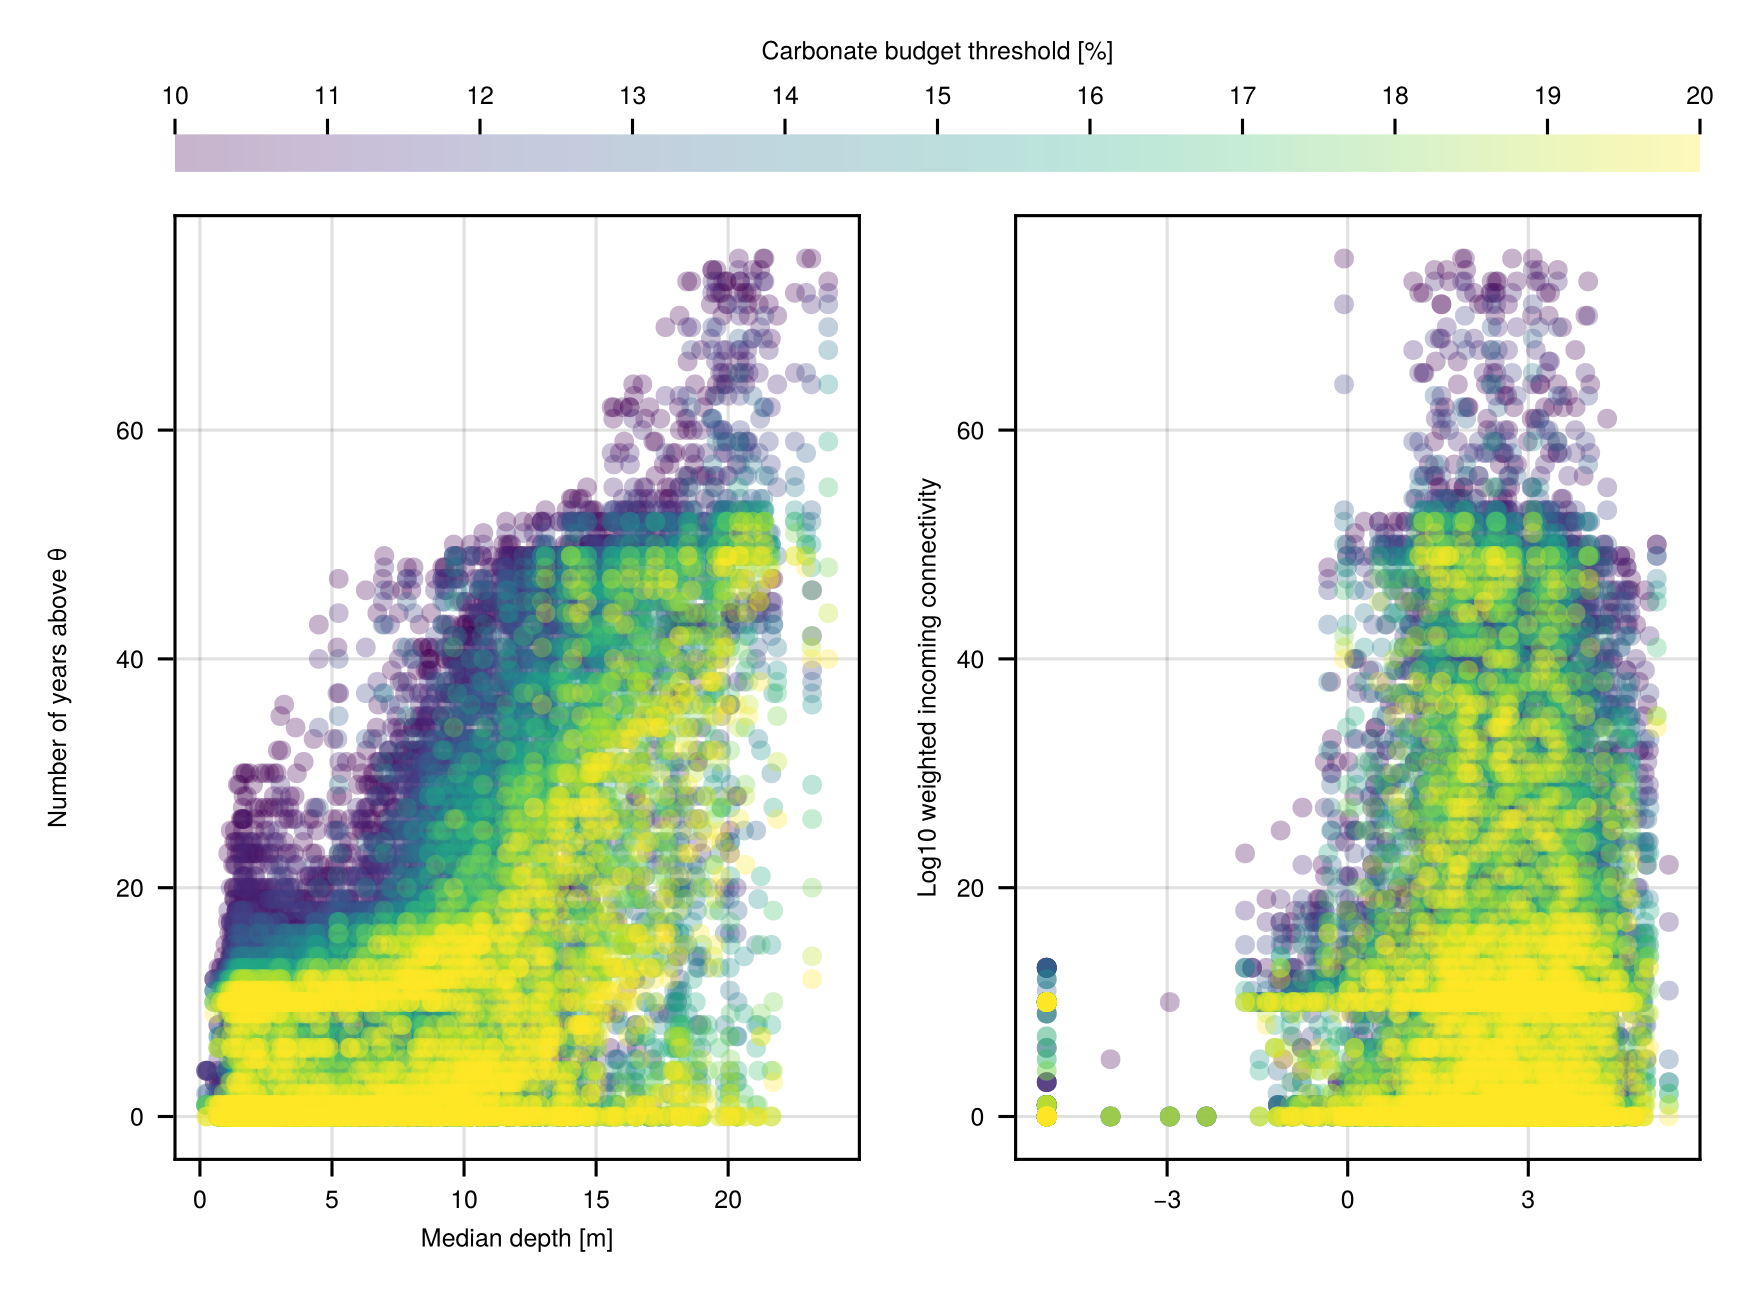 Carbonate budget threshold [%]
10 11 12 13 14 15 16 17 18 19 20
Number of years above θ
60
40
20
0
0 5 10 15 20
Median depth [m]
Log10 weighted incoming connectivity
60
40
20
0
−3 0 3